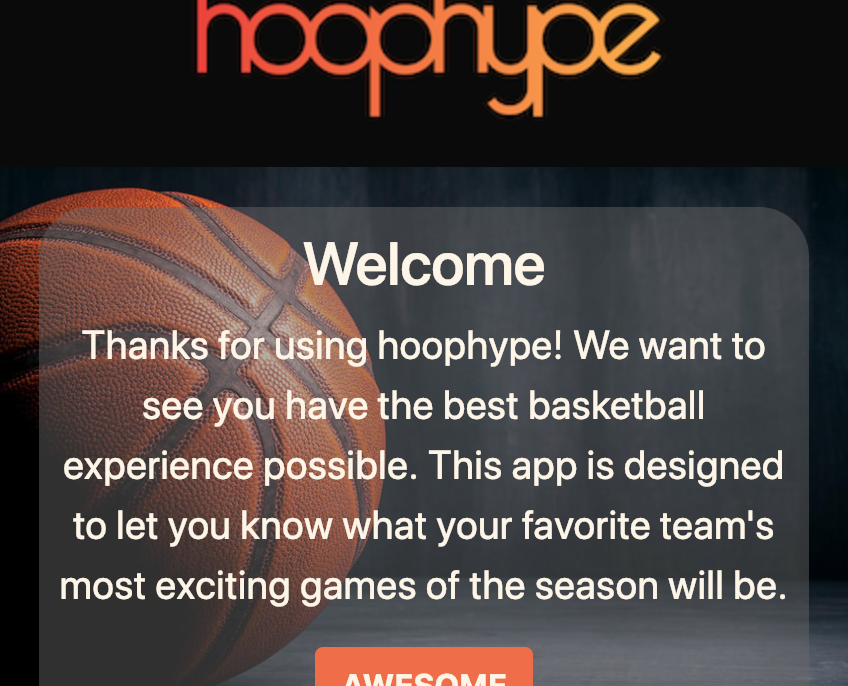 hoophype
Welcome
Thanks for using hoophype! We want to
see you have the best basketball
experience possible. This app is designed
to let you know what your favorite team's
most exciting games of the season will be.
AWESOME